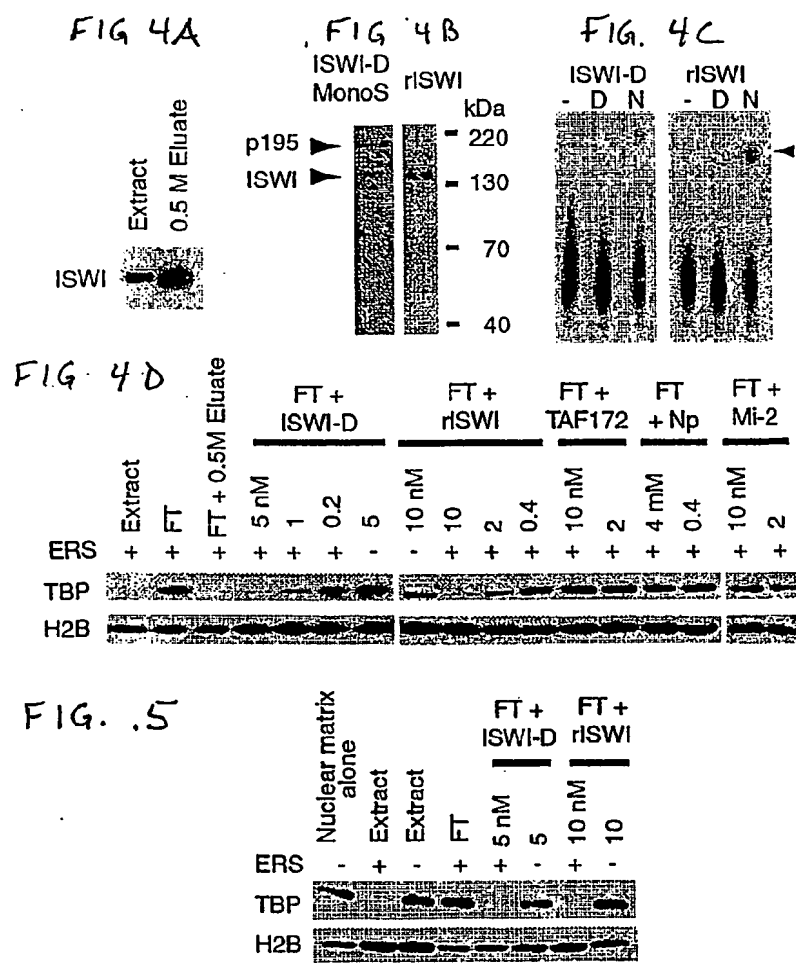 FIG 4A
Extract
0.5 M Eluate
ISWI
FIG 4B
ISWI-D
MonoS
rISWI
kDa
p195
ISWI
220
130
70
40
FIG. 4C
ISWI-D
rISWI
- D N - D N
FIG 4D
Extract
FT
FT + 0.5M Eluate
FT +
ISWI-D
FT +
rISWI
FT +
TAF172
FT
+ Np
FT +
Mi-2
5 nM
1
0.2
5
10 nM
10
2
0.4
10 nM
2
4 mM
0.4
10 nM
2
ERS + + + + + + - - + + + + + + + + +
TBP
H2B
FIG. .5
Nuclear matrix
alone
Extract
Extract
FT
FT +
ISWI-D
FT +
rISWI
5 nM
5
10 nM
10
ERS - + - + + - + -
TBP
H2B